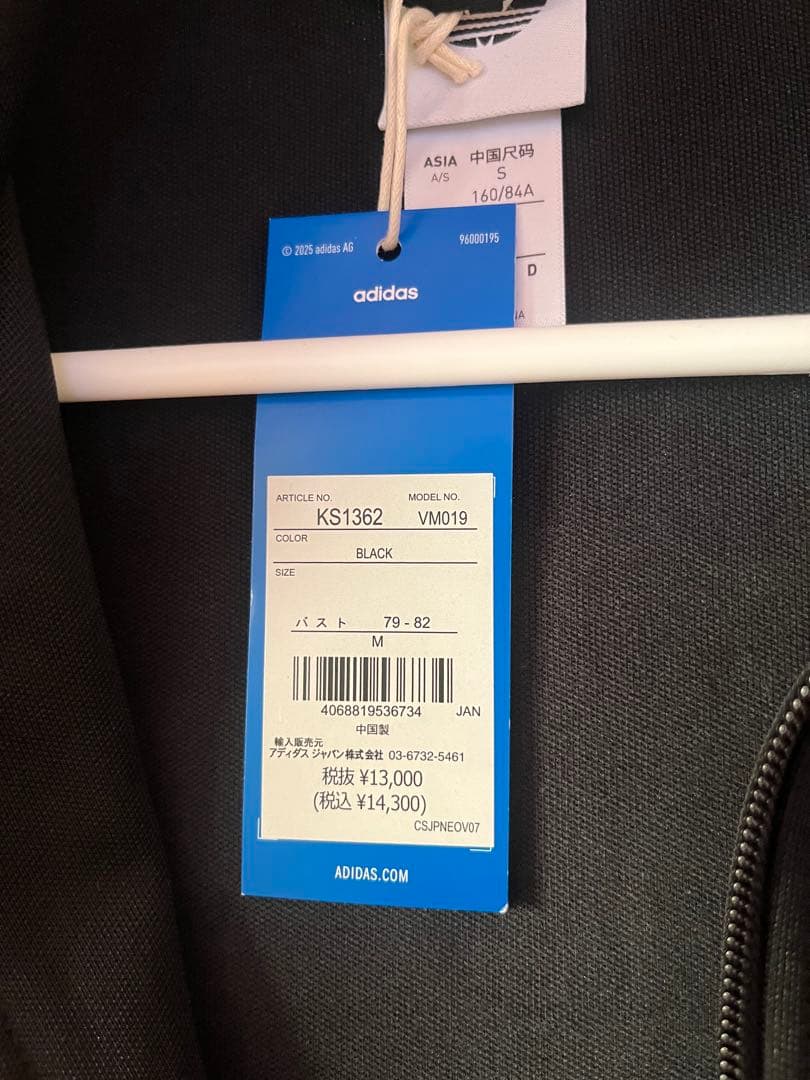 ASIA 中国尺码
A/S S
160/84A
D
© 2025 adidas AG 96000195
adidas
ARTICLE NO. MODEL NO.
KS1362 VM019
COLOR
BLACK
SIZE
バスト 79 - 82
M
4068819536734 JAN
中国製
輸入販売元
アディダス ジャパン株式会社 03-6732-5461
税抜 ¥13,000
(税込 ¥14,300)
CSJPNEOV07
ADIDAS.COM